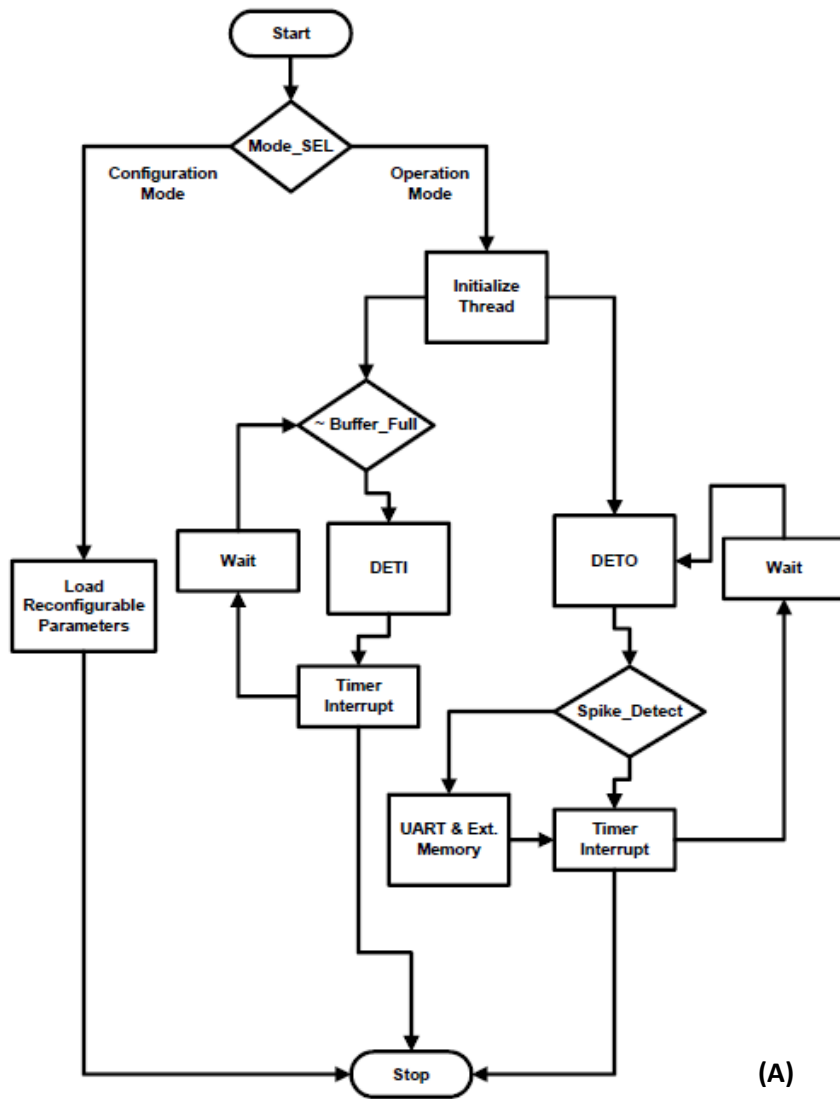 Start
Mode_SEL
Configuration
Mode
Operation
Mode
Initialize
Thread
~ Buffer_Full
Wait
DETI
DETO
Wait
Load
Reconfigurable
Parameters
Timer
Interrupt
Spike_Detect
UART & Ext.
Memory
Timer
Interrupt
Stop
(A)